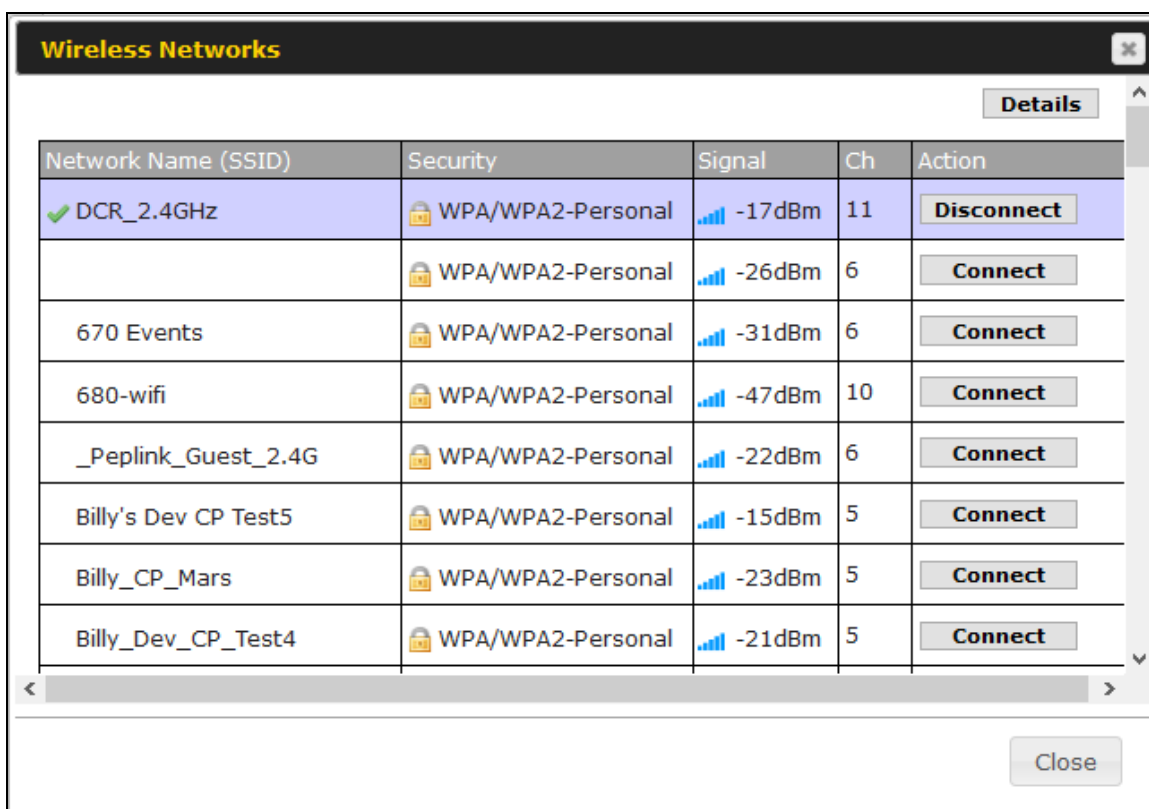 Wireless Networks
Details
Network Name (SSID) Security Signal Ch Action
DCR_2.4GHz WPA/WPA2-Personal -17dBm 11 Disconnect
WPA/WPA2-Personal -26dBm 6 Connect
670 Events WPA/WPA2-Personal -31dBm 6 Connect
680-wifi WPA/WPA2-Personal -47dBm 10 Connect
_Peplink_Guest_2.4G WPA/WPA2-Personal -22dBm 6 Connect
Billy's Dev CP Test5 WPA/WPA2-Personal -15dBm 5 Connect
Billy_CP_Mars WPA/WPA2-Personal -23dBm 5 Connect
Billy_Dev_CP_Test4 WPA/WPA2-Personal -21dBm 5 Connect
Close